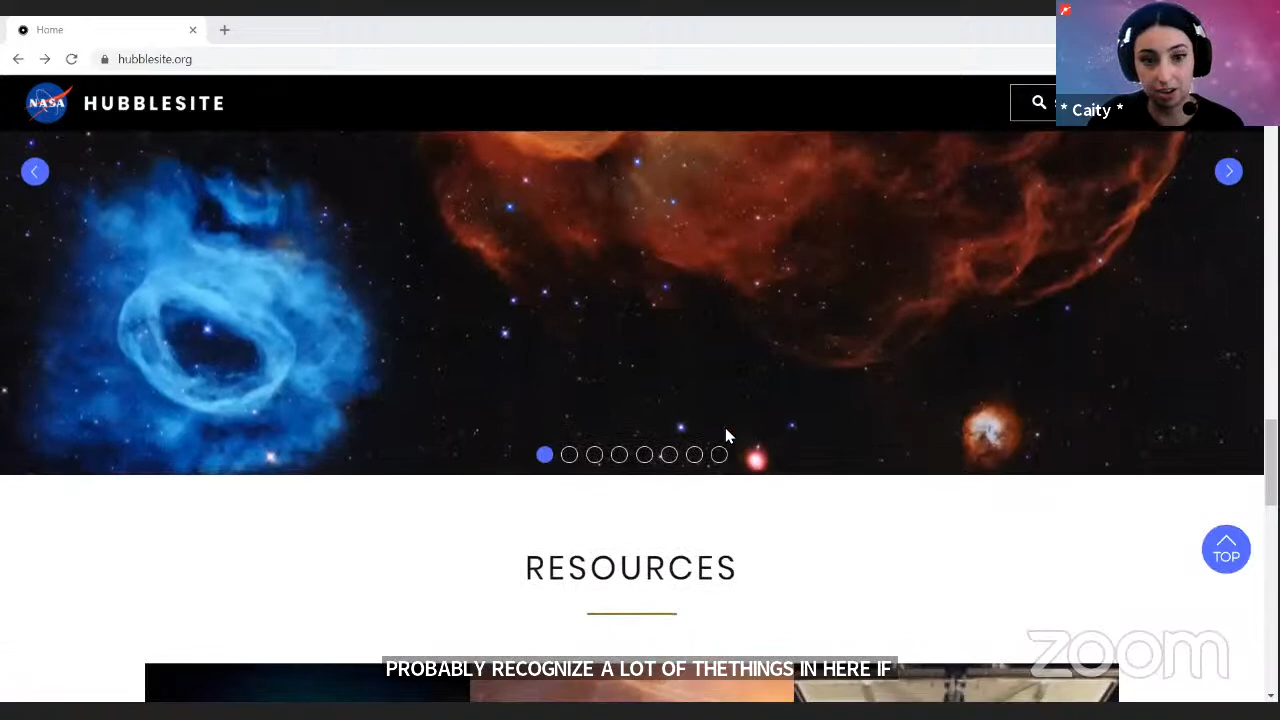 Home
hubblesite.org
NASA
HUBBLESITE
* Caity *
RESOURCES
TOP
zoom
PROBABLY RECOGNIZE A LOT OF THETHINGS IN HERE IF